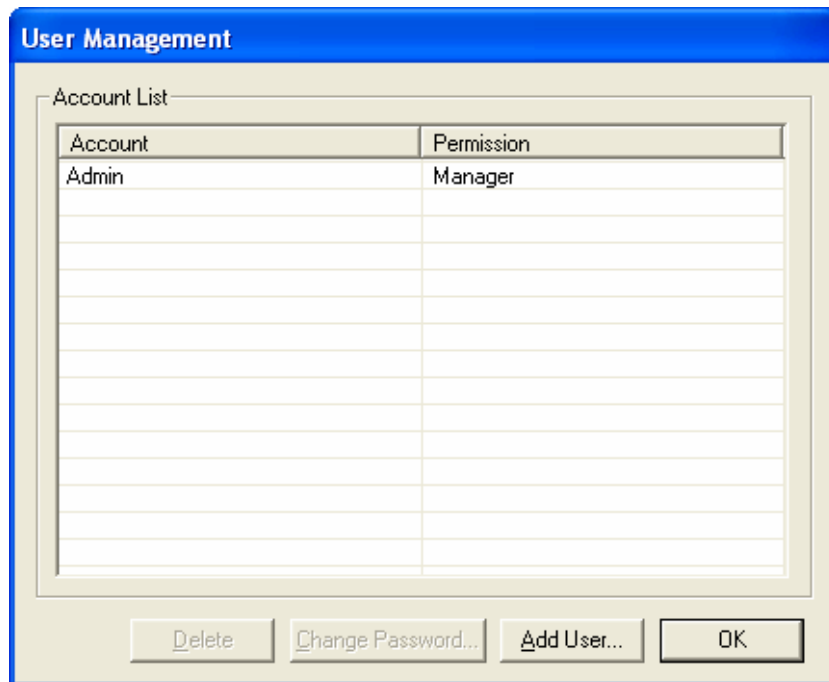 User Management
Account List
Account Permission
Admin Manager
Delete Change Password... Add User... OK